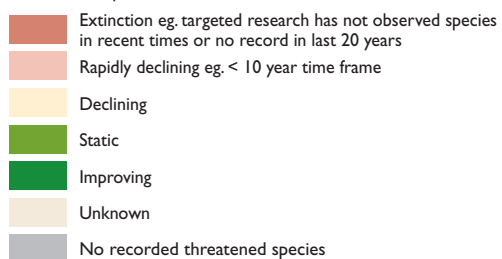 Extinction eg. targeted research has not observed species
in recent times or no record in last 20 years
Rapidly declining eg. < 10 year time frame
Declining
Static
Improving
Unknown
No recorded threatened species